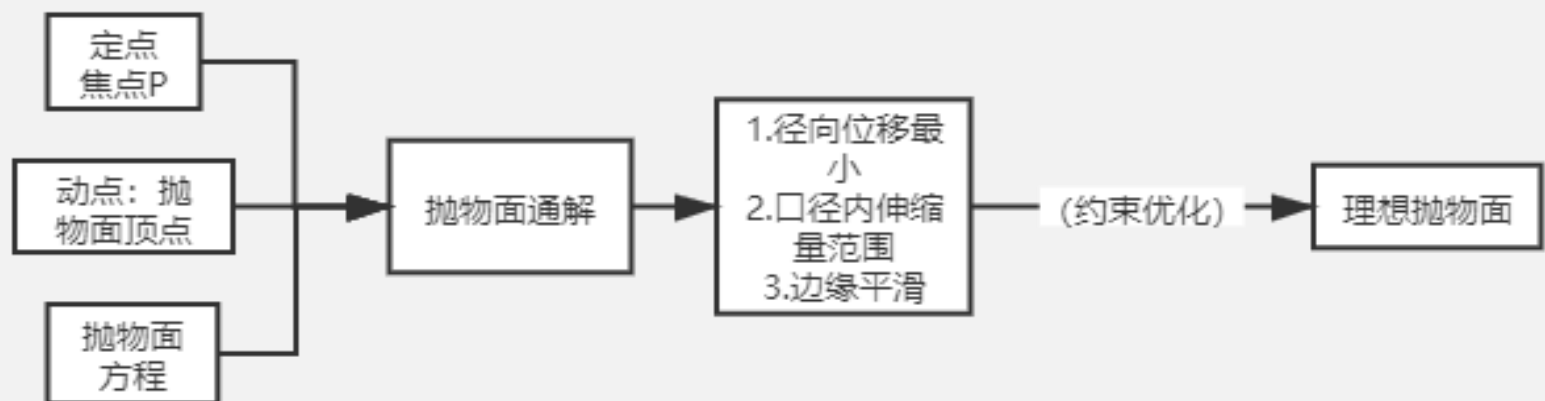 定点
焦点P
动点：抛
物面顶点
抛物面
方程
抛物面通解
1.径向位移最
小
2.口径内伸缩
量范围
3.边缘平滑
（约束优化）
理想抛物面